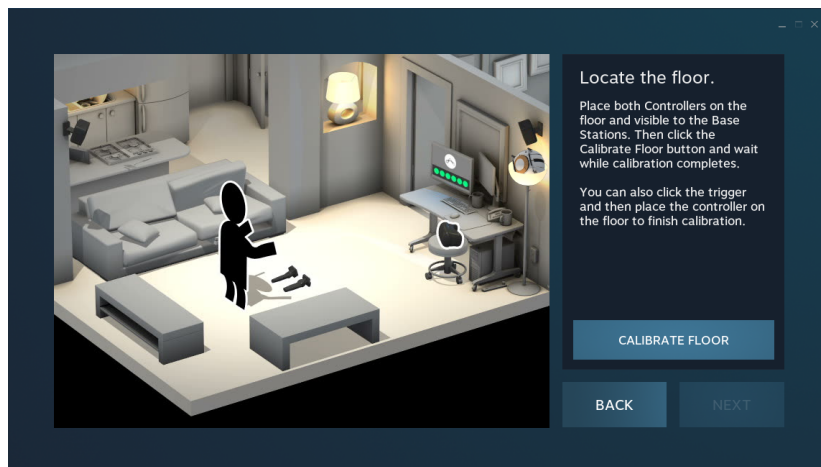 Locate the floor.
Place both Controllers on the
floor and visible to the Base
Stations. Then click the
Calibrate Floor button and wait
while calibration completes.
You can also click the trigger
and then place the controller on
the floor to finish calibration.
CALIBRATE FLOOR
BACK
NEXT